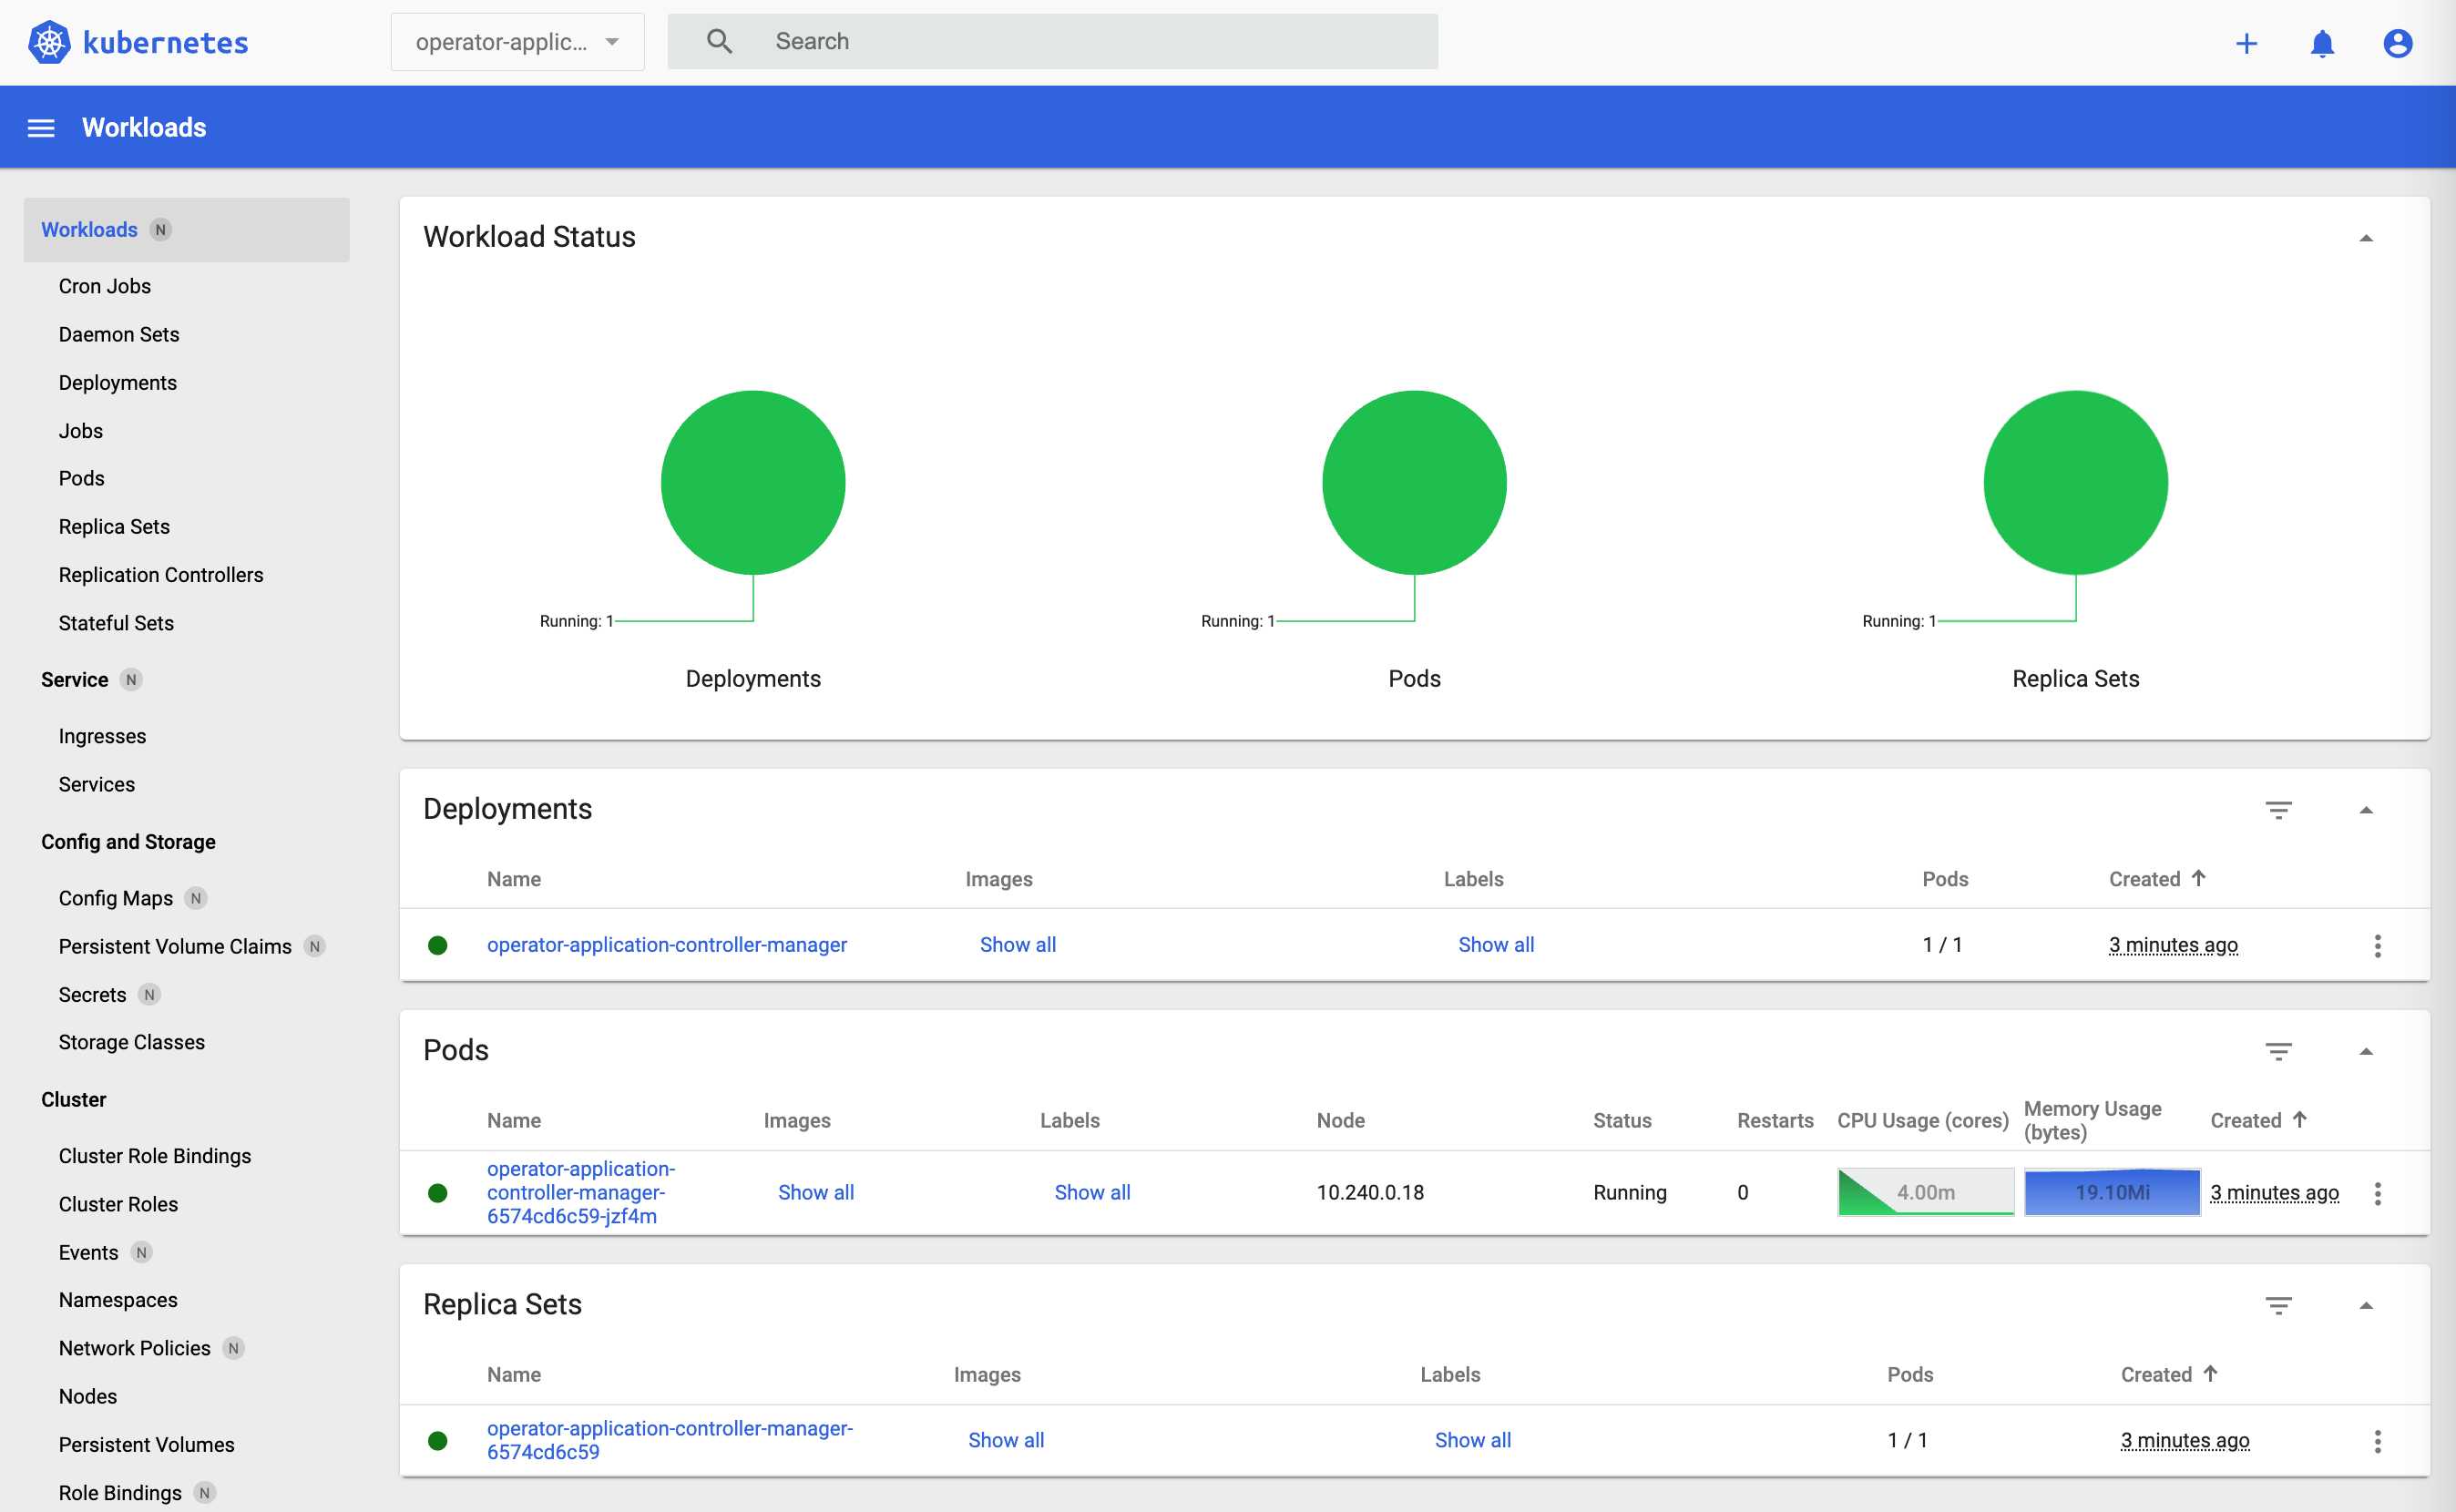 kubernetes
operator-applic...
Search
Workloads
Workloads N
Cron Jobs
Daemon Sets
Deployments
Jobs
Pods
Replica Sets
Replication Controllers
Stateful Sets
Service N
Ingresses
Services
Config and Storage
Config Maps N
Persistent Volume Claims N
Secrets N
Storage Classes
Cluster
Cluster Role Bindings
Cluster Roles
Events N
Namespaces
Network Policies N
Nodes
Persistent Volumes
Role Bindings N
Workload Status
Running: 1
Deployments
Running: 1
Pods
Running: 1
Replica Sets
Deployments
Name Images Labels Pods Created
operator-application-controller-manager Show all Show all 1 / 1 3 minutes ago
Pods
Name Images Labels Node Status Restarts CPU Usage (cores) Memory Usage
(bytes) Created
operator-application-
controller-manager-
6574cd6c59-jzf4m
Show all Show all 10.240.0.18 Running 0 4.00m 19.10Mi 3 minutes ago
Replica Sets
Name Images Labels Pods Created
operator-application-controller-manager-
6574cd6c59
Show all Show all 1 / 1 3 minutes ago